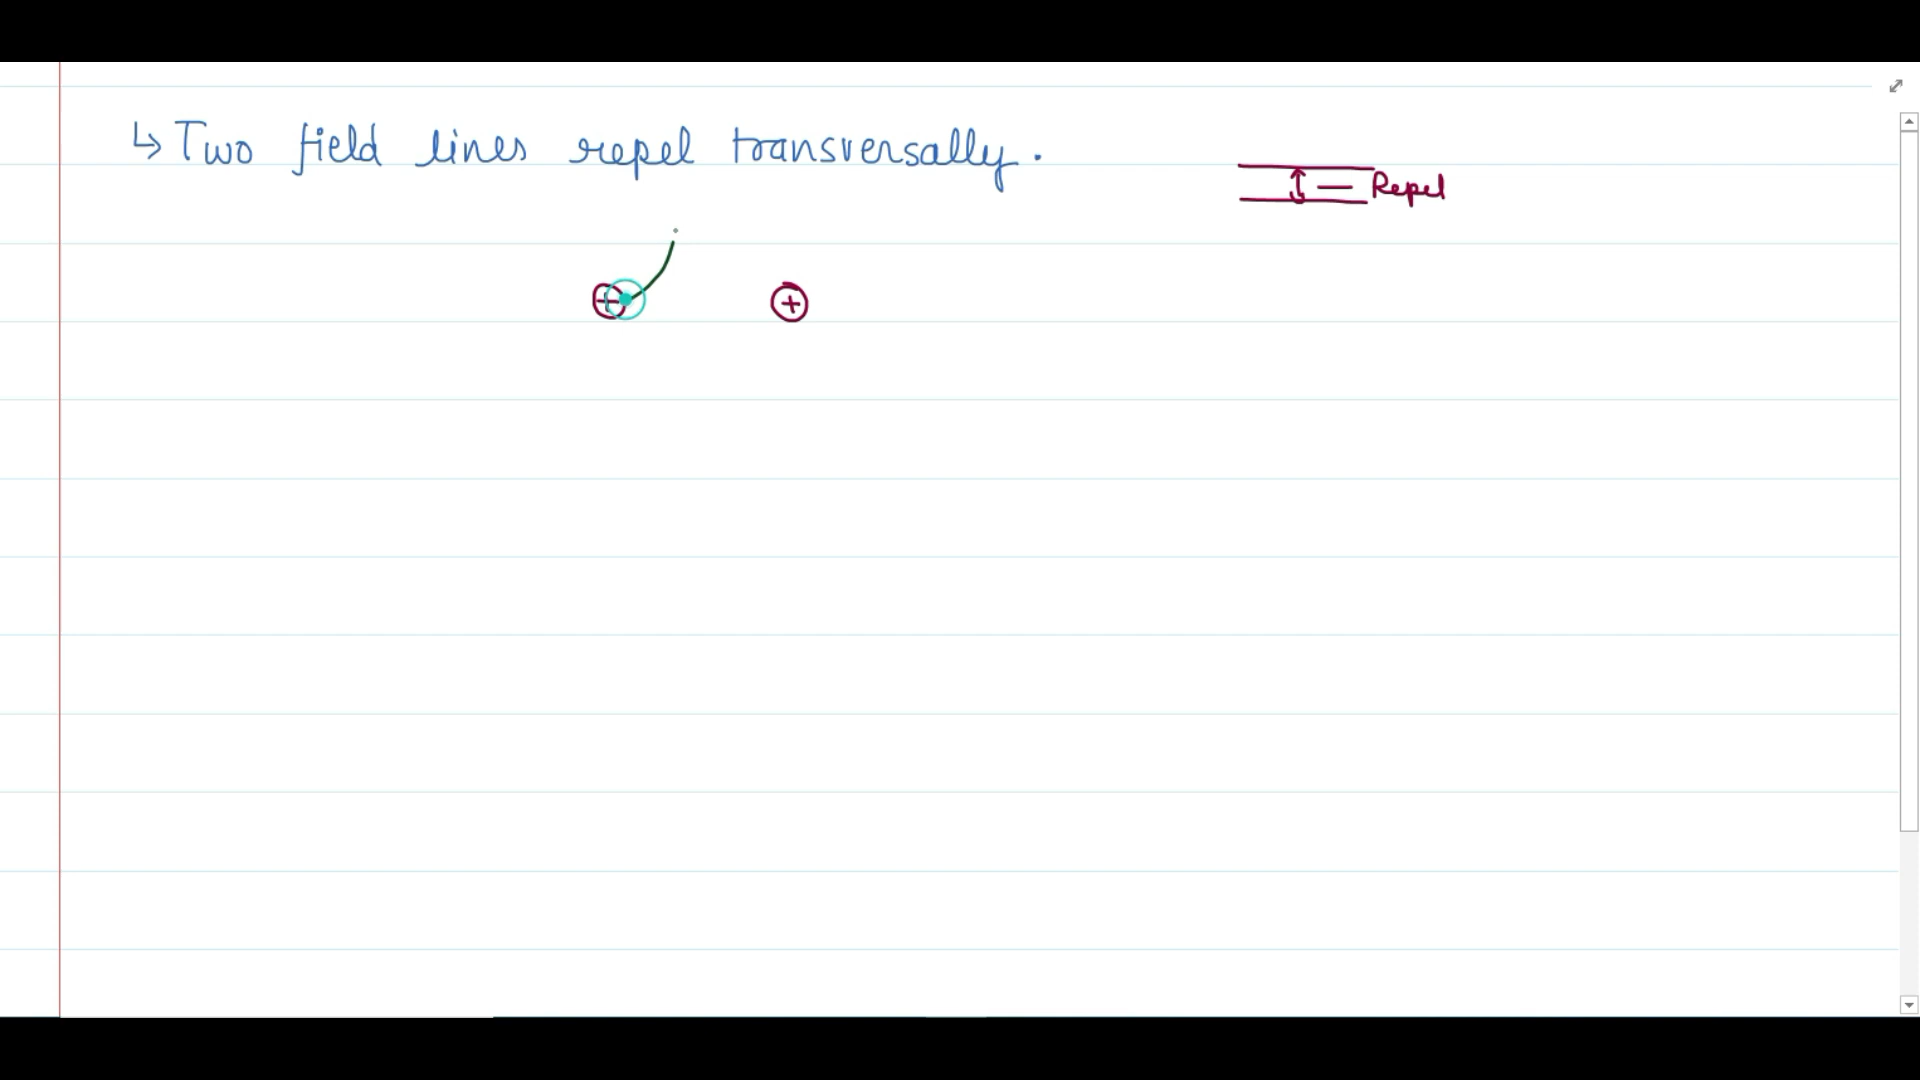 ↳ Two field lines repel transversally.
— Repel
+ +